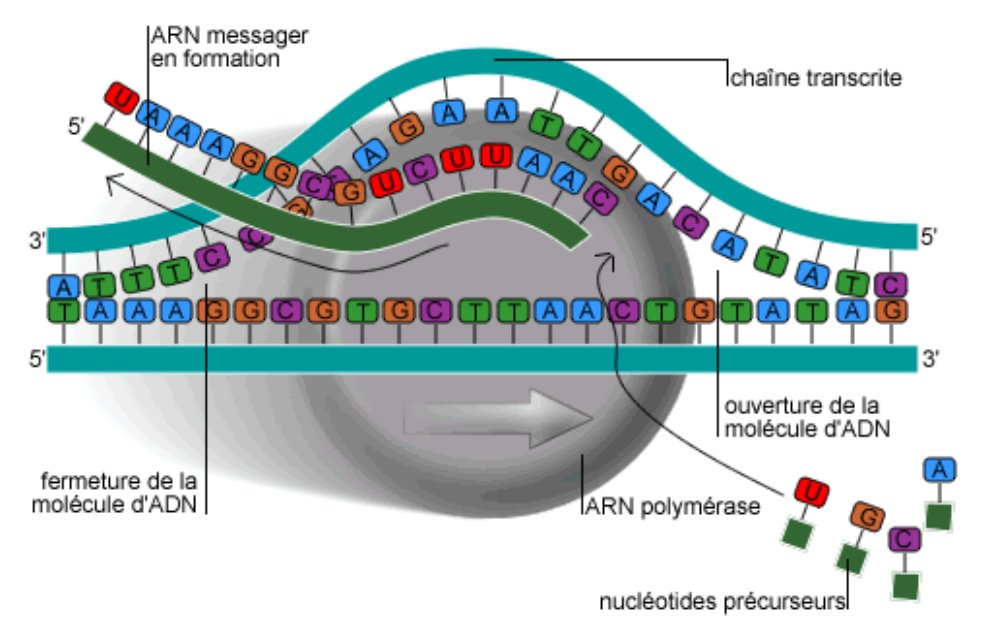 ARN messager
en formation
chaîne transcrite
A G A A T T G A C A T A T C
5'
U A A A G G C G U C U U A A C
3'
5'
A T T T C C G C
T A A A G G C G T G C T T A A C T G T A T A G
5'
3'
ouverture de la
molécule d'ADN
fermeture de la
molécule d'ADN
ARN polymérase
U G C A
nucléotides précurseurs